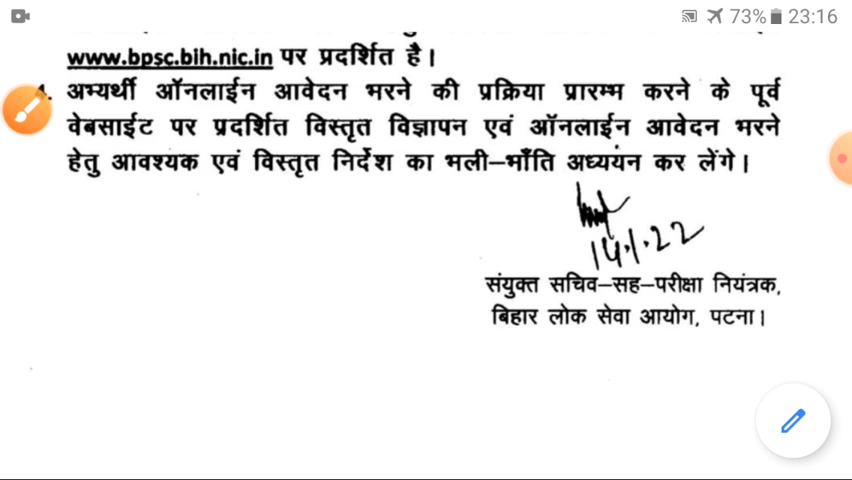 73% 23:16
www.bpsc.bih.nic.in पर प्रदर्शित है।
4. अभ्यर्थी ऑनलाईन आवेदन भरने की प्रक्रिया प्रारम्भ करने के पूर्व
वेबसाईट पर प्रदर्शित विस्तृत विज्ञापन एवं ऑनलाईन आवेदन भरने
हेतु आवश्यक एवं विस्तृत निर्देश का भली–भाँति अध्ययन कर लेंगे।
14.1.22
संयुक्त सचिव–सह–परीक्षा नियंत्रक,
बिहार लोक सेवा आयोग, पटना।